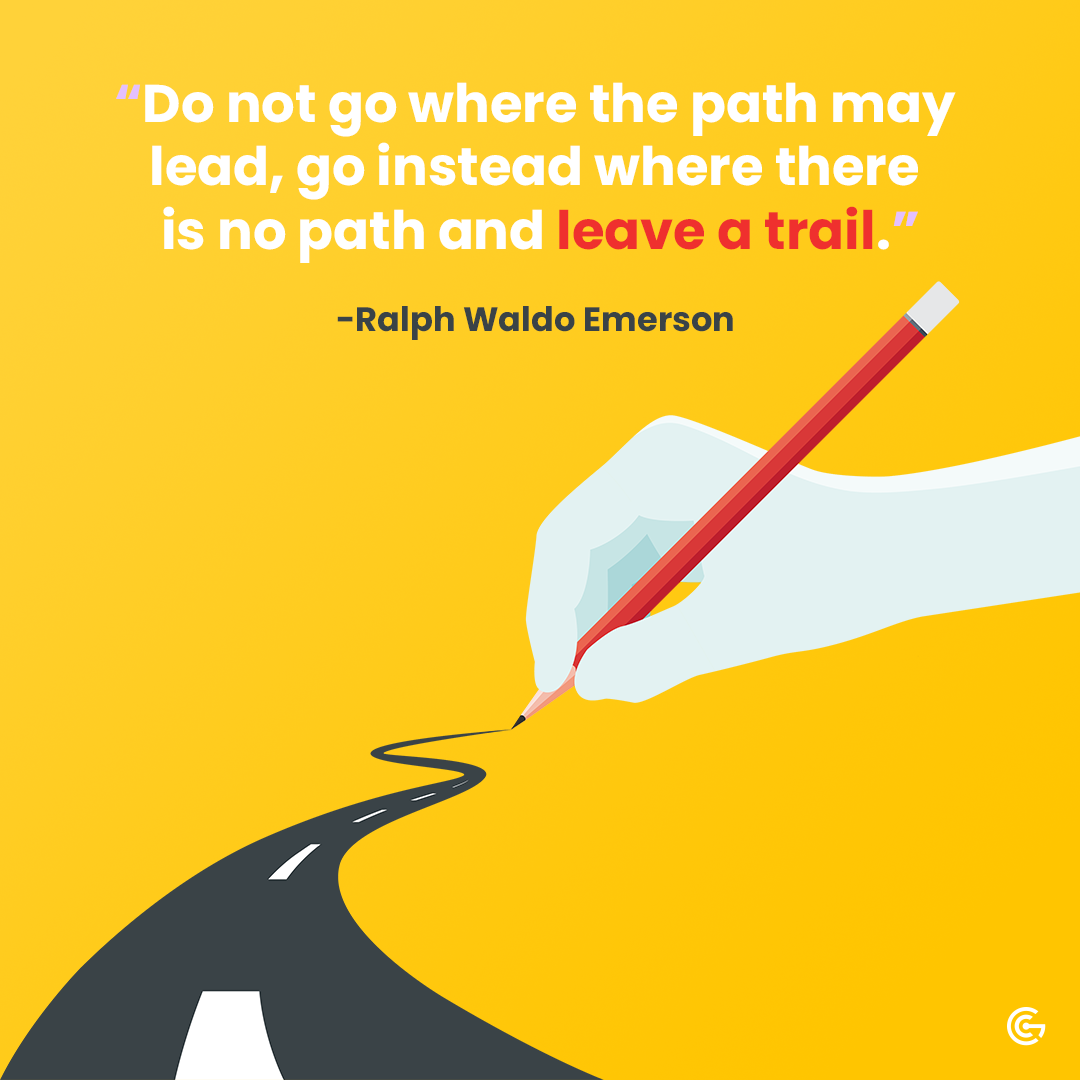 “Do not go where the path may
lead, go instead where there
is no path and leave a trail.”
-Ralph Waldo Emerson